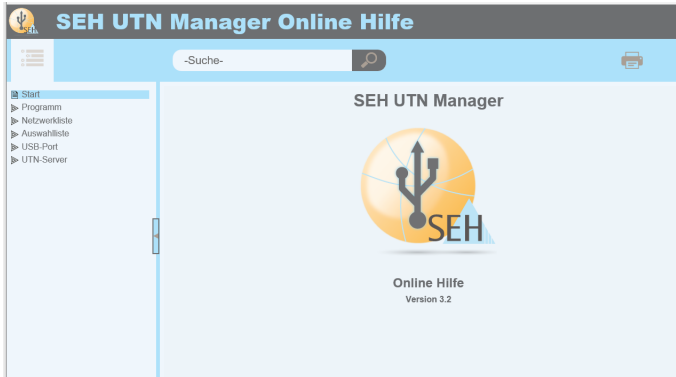 SEH UTN Manager Online Hilfe
SEH
-Suche-
Start
Programm
Netzwerkliste
Auswahlliste
USB-Port
UTN-Server
SEH UTN Manager
SEH
Online Hilfe
Version 3.2